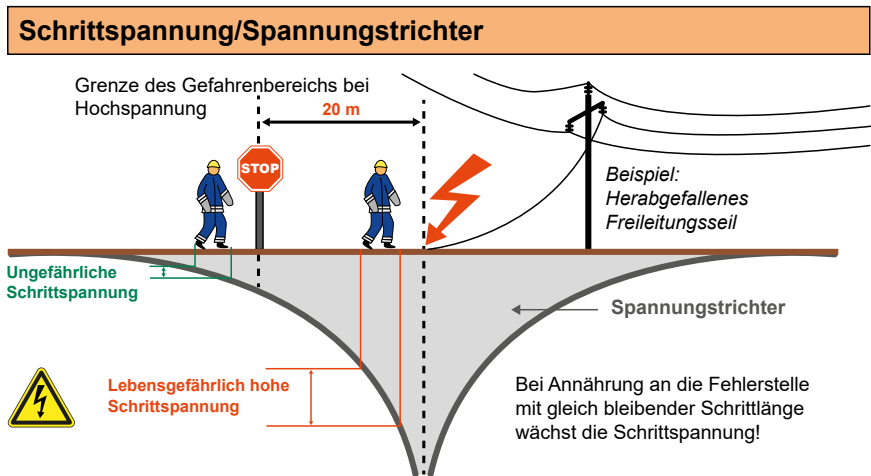 Schrittspannung/Spannungstrichter
Grenze des Gefahrenbereichs bei
Hochspannung
20 m
STOP
Beispiel:
Herabgefallenes
Freileitungsseil
Ungefährliche
Schrittspannung
Spannungstrichter
Lebensgefährlich hohe
Schrittspannung
Bei Annährung an die Fehlerstelle
mit gleich bleibender Schrittlänge
wächst die Schrittspannung!